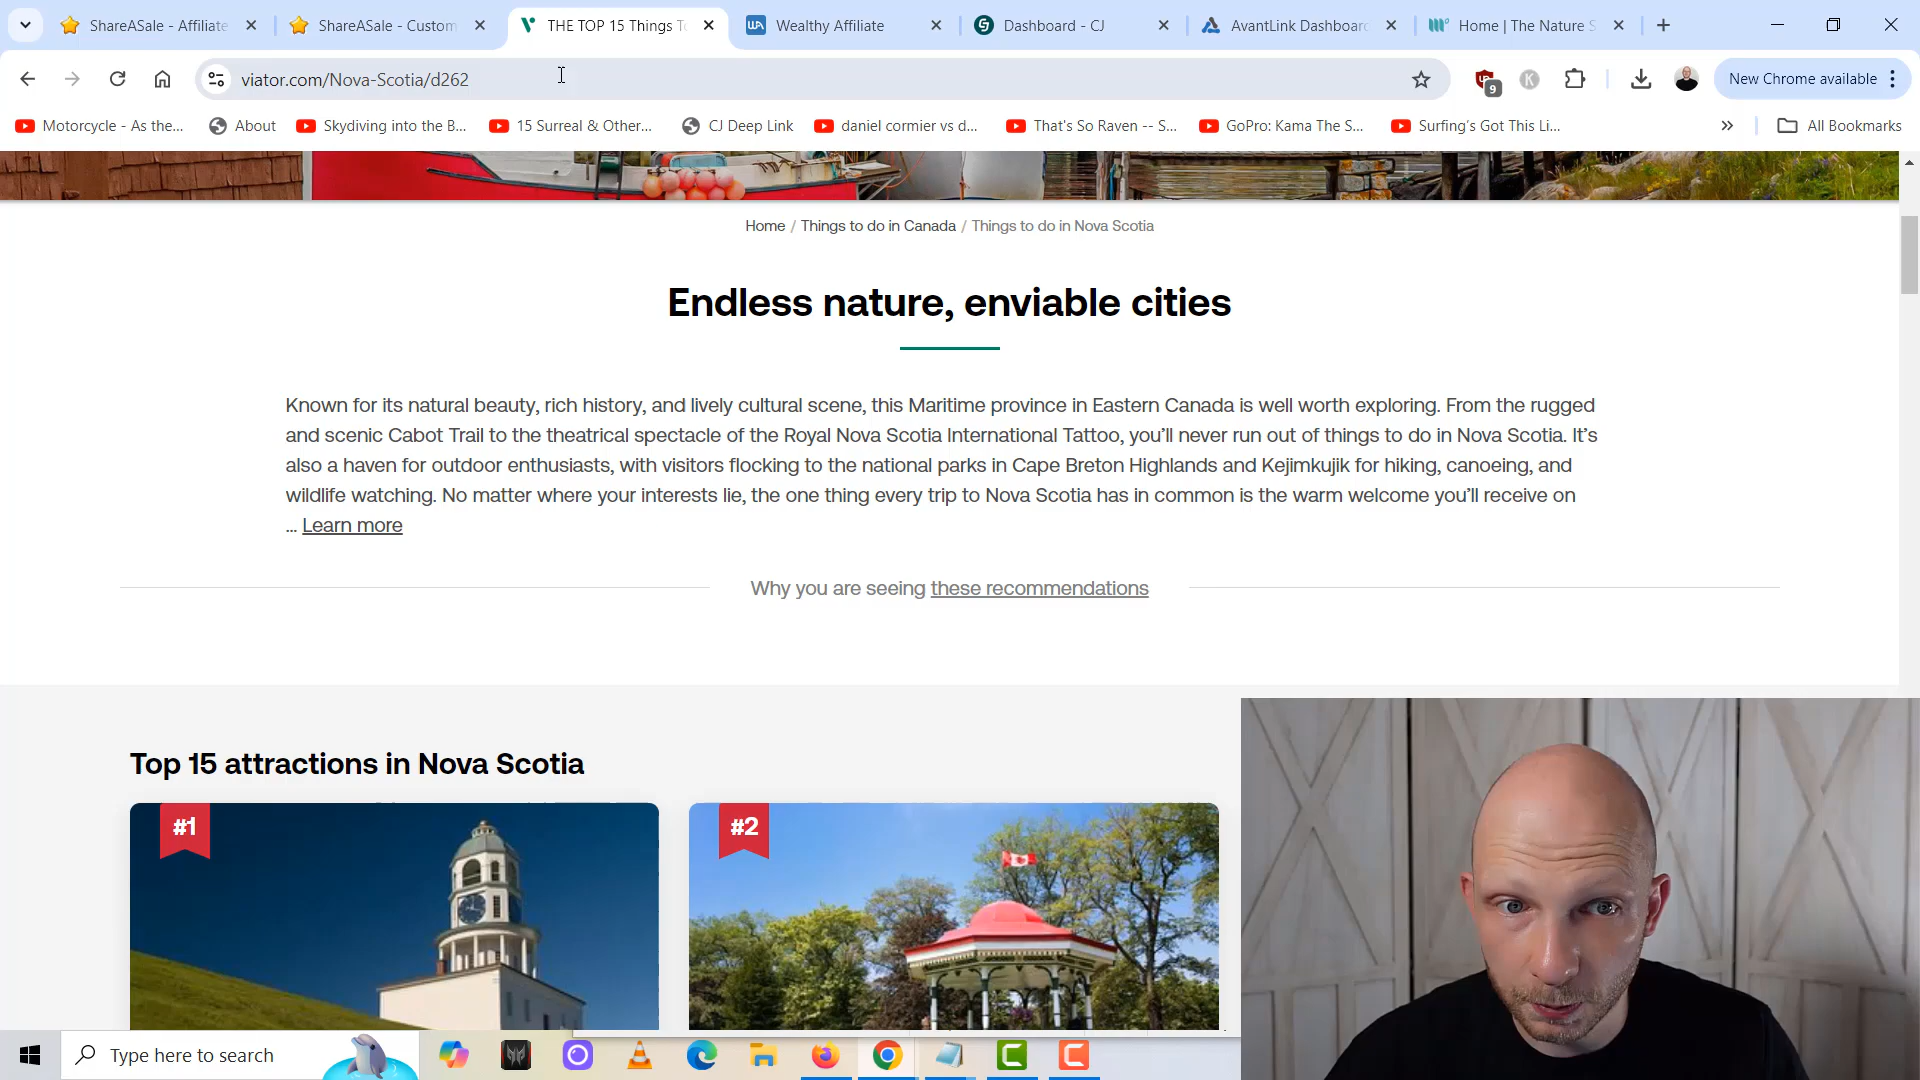 ShareASale - Affiliate
ShareASale - Custom
THE TOP 15 Things To
Wealthy Affiliate
Dashboard - CJ
AvantLink Dashboard
Home | The Nature S
viator.com/Nova-Scotia/d262
9
K
New Chrome available
Motorcycle - As the...
About
Skydiving into the B...
15 Surreal & Other...
CJ Deep Link
daniel cormier vs d...
That's So Raven -- S...
GoPro: Kama The S...
Surfing's Got This Li...
All Bookmarks
Home / Things to do in Canada / Things to do in Nova Scotia
Endless nature, enviable cities
Known for its natural beauty, rich history, and lively cultural scene, this Maritime province in Eastern Canada is well worth exploring. From the rugged
and scenic Cabot Trail to the theatrical spectacle of the Royal Nova Scotia International Tattoo, you’ll never run out of things to do in Nova Scotia. It’s
also a haven for outdoor enthusiasts, with visitors flocking to the national parks in Cape Breton Highlands and Kejimkujik for hiking, canoeing, and
wildlife watching. No matter where your interests lie, the one thing every trip to Nova Scotia has in common is the warm welcome you’ll receive on
... Learn more
Why you are seeing these recommendations
Top 15 attractions in Nova Scotia
#1
#2
Type here to search